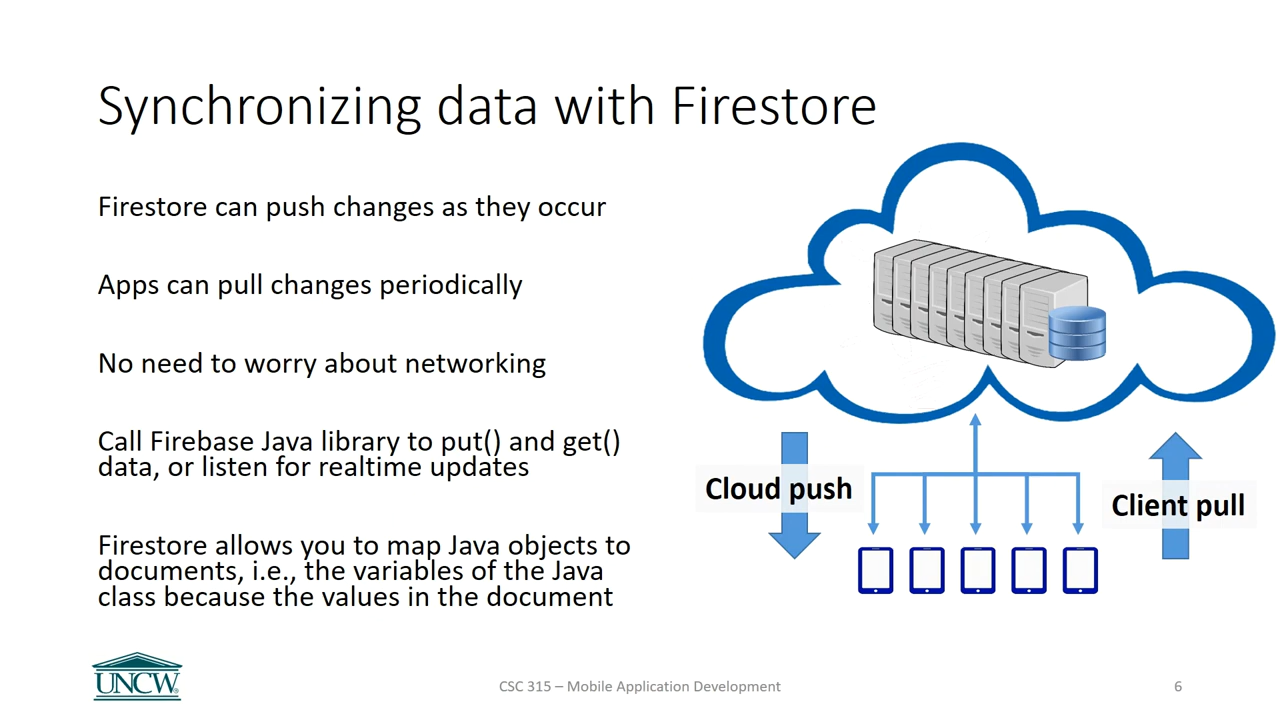 Synchronizing data with Firestore
Firestore can push changes as they occur
Apps can pull changes periodically
No need to worry about networking
Call Firebase Java library to put() and get()
data, or listen for realtime updates
Firestore allows you to map Java objects to
documents, i.e., the variables of the Java
class because the values in the document
Cloud push
Client pull
UNCW®
CSC 315 – Mobile Application Development
6